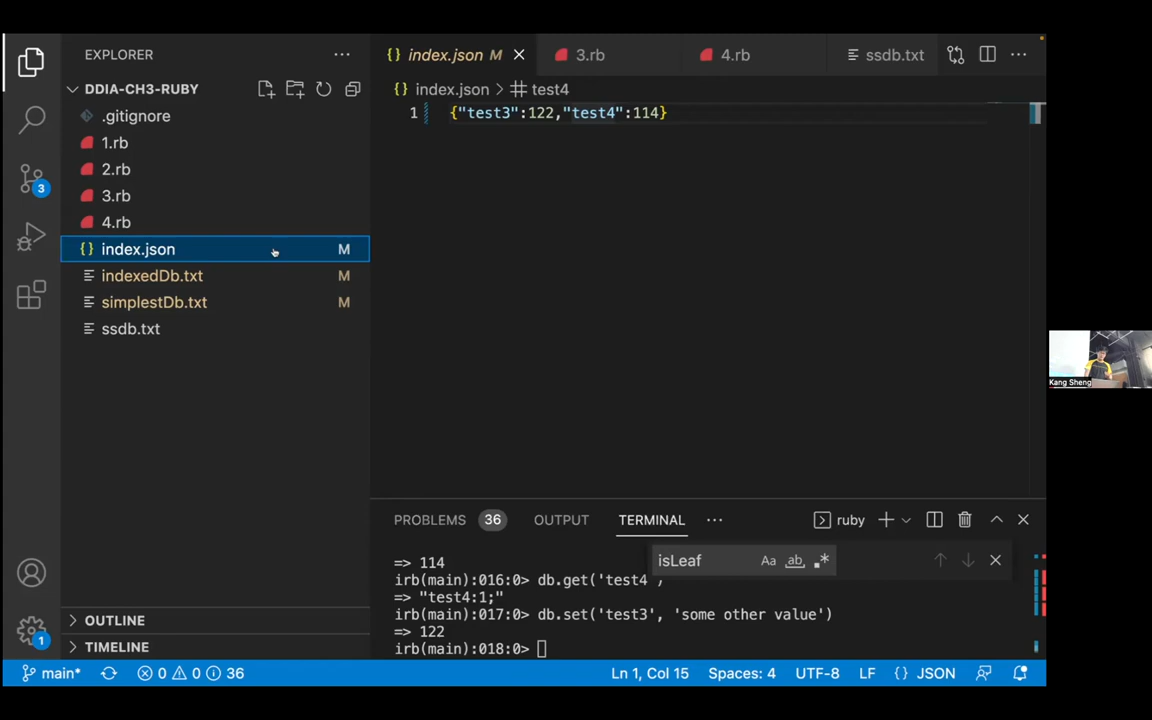 EXPLORER
DDIA-CH3-RUBY
.gitignore
1.rb
2.rb
3.rb
4.rb
{} index.json M
indexedDb.txt M
simplestDb.txt M
ssdb.txt
OUTLINE
TIMELINE
3
1
{} index.json M
3.rb
4.rb
ssdb.txt
{} index.json > # test4
1 {"test3":122,"test4":114}
PROBLEMS 36 OUTPUT TERMINAL ruby
isLeaf Aa ab
=> 114
irb(main):016:0> db.get('test4
=> "test4:1;"
irb(main):017:0> db.set('test3', 'some other value')
=> 122
irb(main):018:0>
main* 0 0 36 Ln 1, Col 15 Spaces: 4 UTF-8 LF {} JSON
Kang Sheng